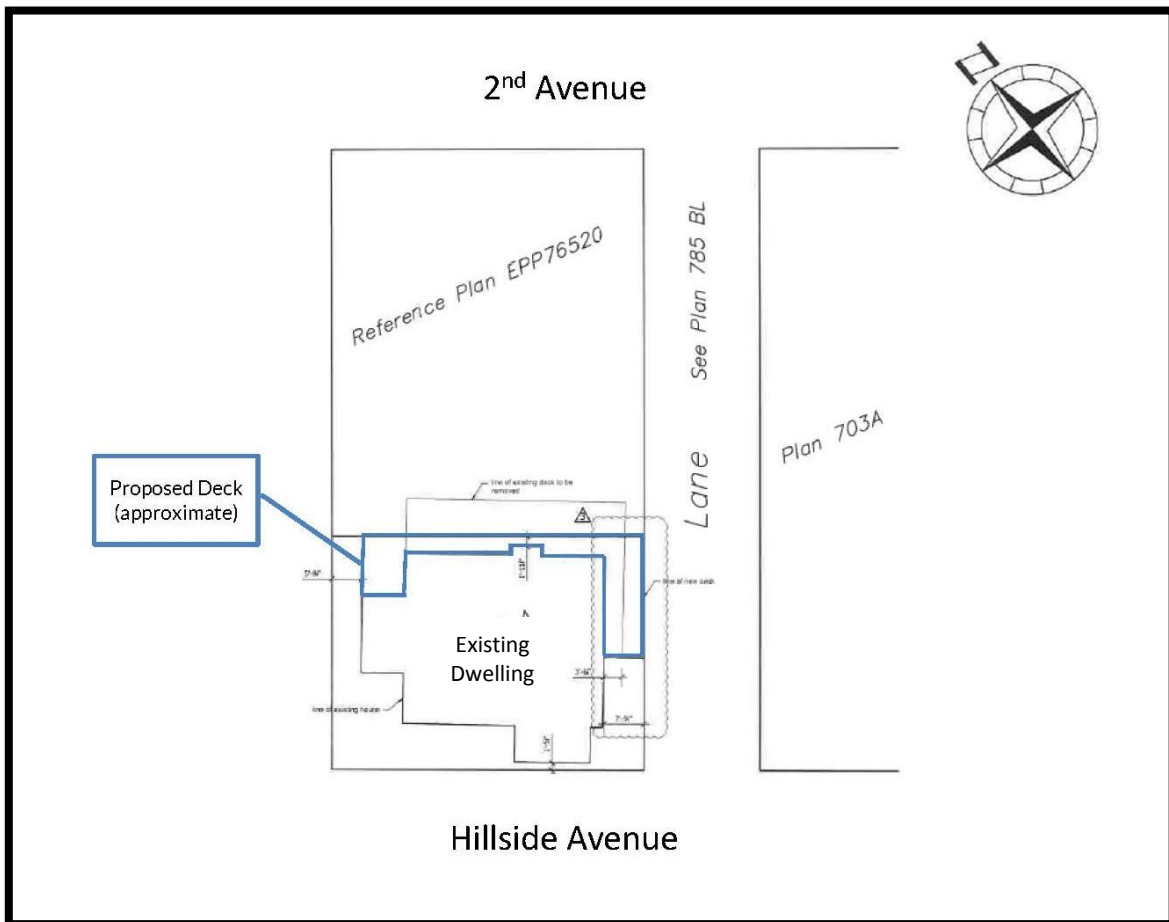 2nd Avenue
Reference Plan EPP76520
See Plan 785 BL
Lane
Plan 703A
Proposed Deck
(approximate)
line of existing deck to be
removed
line of new deck
Existing
Dwelling
line of existing house
Hillside Avenue